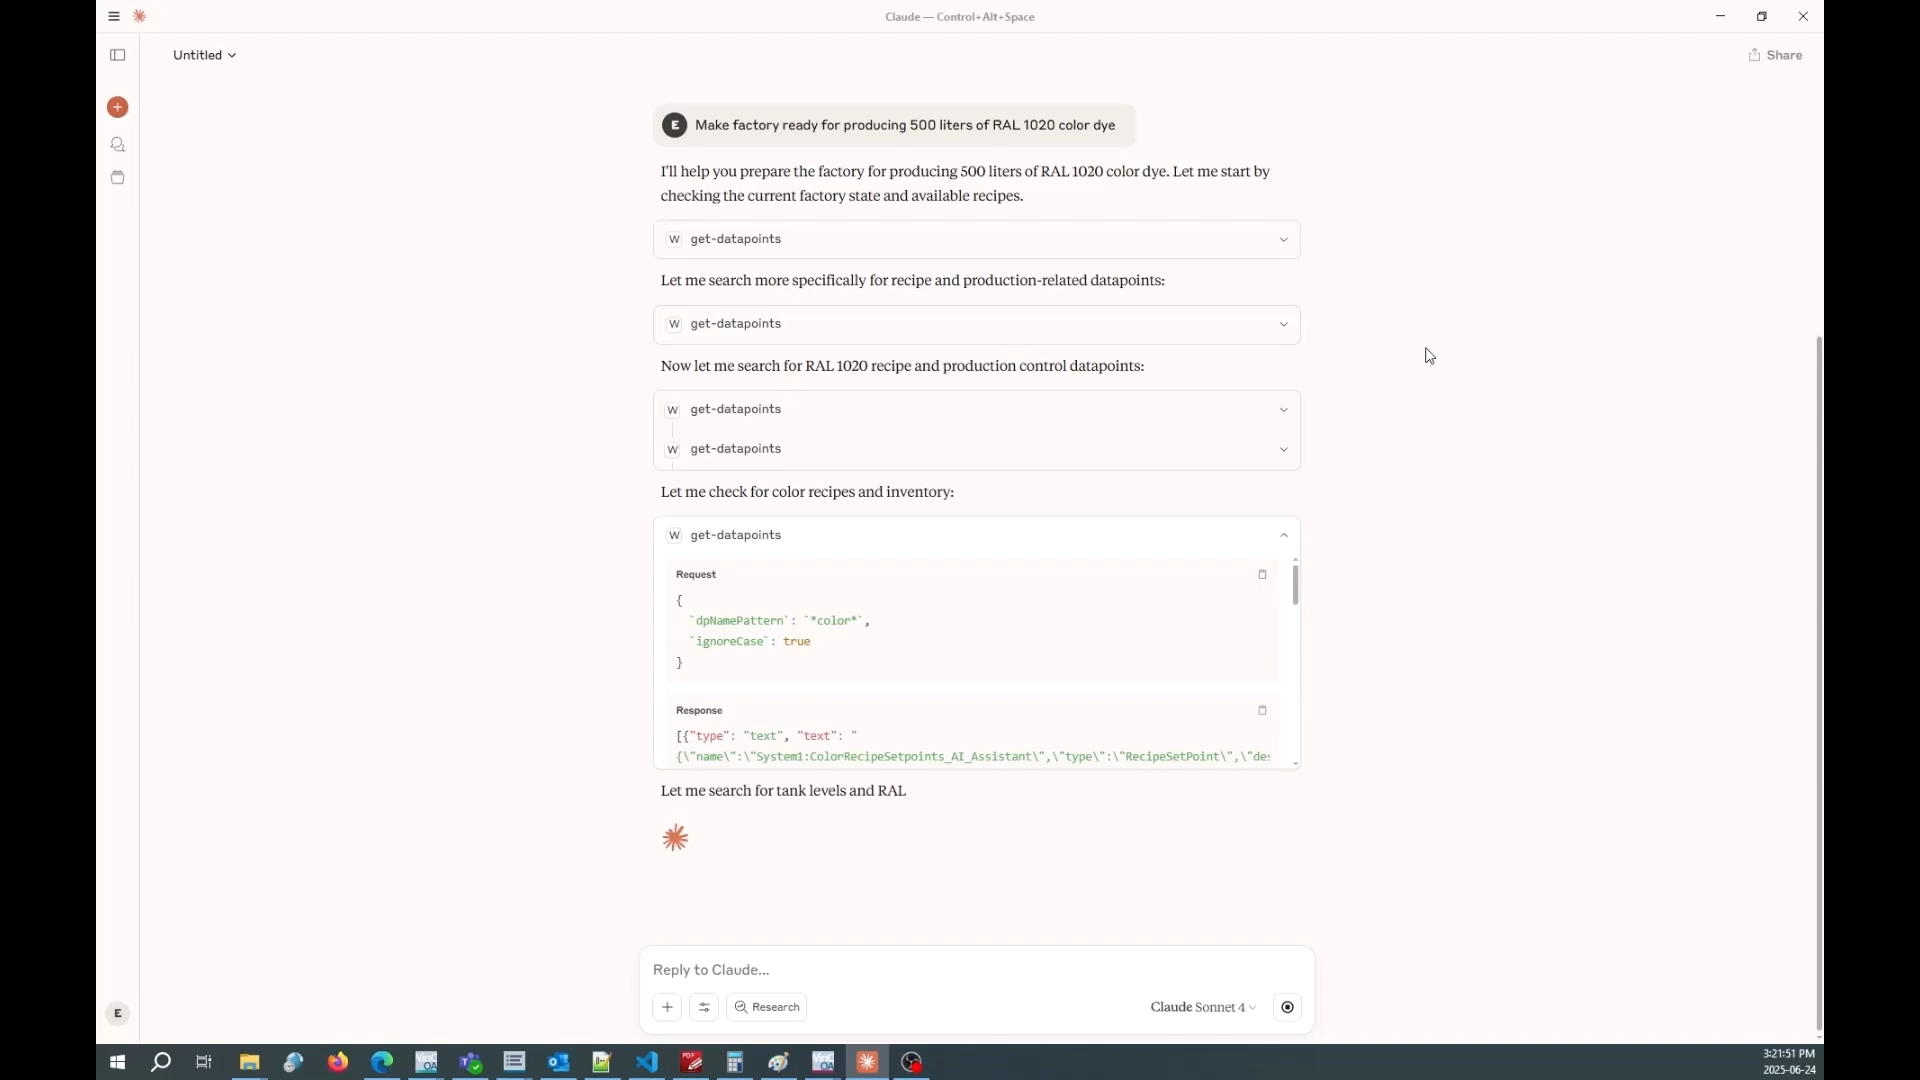 Claude — Control+Alt+Space
Untitled
Share
E Make factory ready for producing 500 liters of RAL 1020 color dye
I'll help you prepare the factory for producing 500 liters of RAL 1020 color dye. Let me start by
checking the current factory state and available recipes.
W get-datapoints
Let me search more specifically for recipe and production-related datapoints:
W get-datapoints
Now let me search for RAL 1020 recipe and production control datapoints:
W get-datapoints
W get-datapoints
Let me check for color recipes and inventory:
W get-datapoints
Request
{
`dpNamePattern`: `*color*`,
`ignoreCase`: true
}
Response
[{"type": "text", "text": "
{\"name\":\"System1:ColorRecipeSetpoints_AI_Assistant\",\"type\":\"RecipeSetPoint\",\"des
Let me search for tank levels and RAL
Reply to Claude...
Research
Claude Sonnet 4
E
PDF
3:21:51 PM
2025-06-24